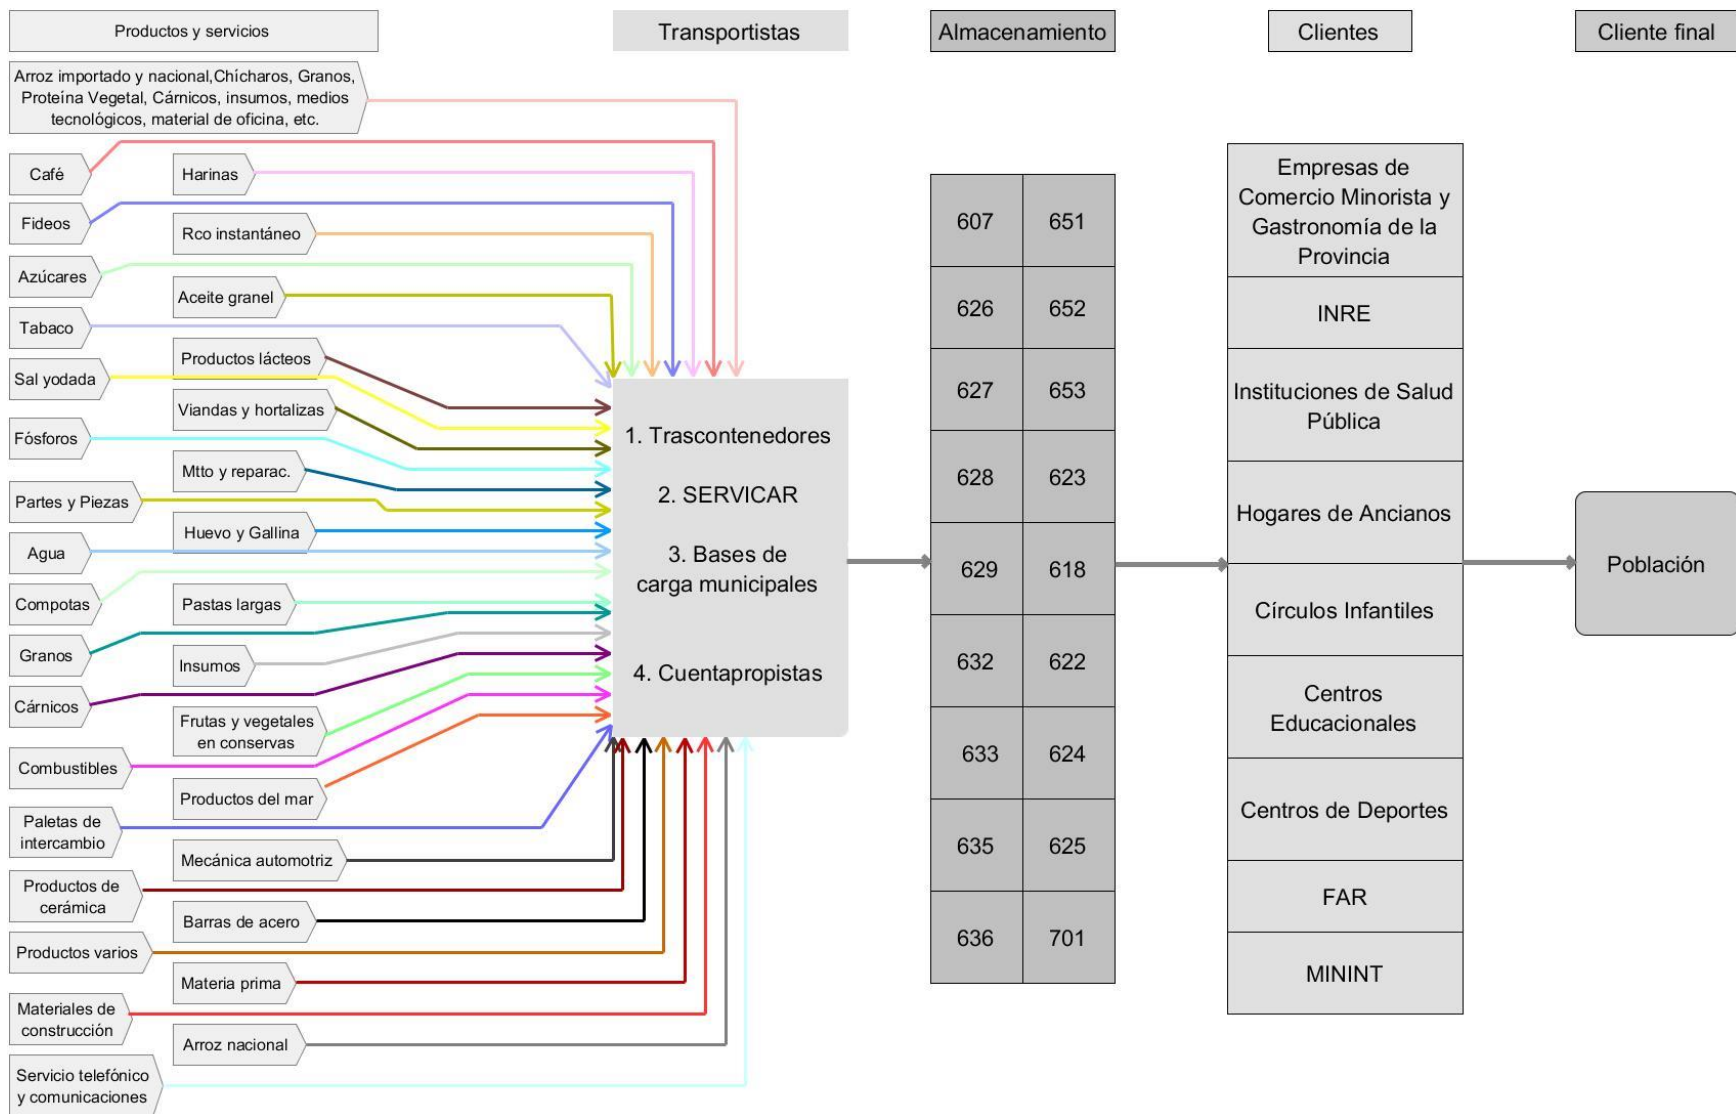 Productos y servicios
Transportistas
Almacenamiento
Clientes
Cliente final
Arroz importado y nacional,Chícharos, Granos,
Proteína Vegetal, Cárnicos, insumos, medios
tecnológicos, material de oficina, etc.
Café
Harinas
Fideos
Rco instantáneo
Azúcares
Aceite granel
Tabaco
Productos lácteos
Sal yodada
Viandas y hortalizas
Fósforos
Mtto y reparac.
Partes y Piezas
Huevo y Gallina
Agua
Compotas
Pastas largas
Granos
Insumos
Cárnicos
Frutas y vegetales
en conservas
Combustibles
Productos del mar
Paletas de
intercambio
Mecánica automotriz
Productos de
cerámica
Barras de acero
Productos varios
Materia prima
Materiales de
construcción
Arroz nacional
Servicio telefónico
y comunicaciones
1. Trascontenedores
2. SERVICAR
3. Bases de
carga municipales
4. Cuentapropistas
607 651
626 652
627 653
628 623
629 618
632 622
633 624
635 625
636 701
Empresas de
Comercio Minorista y
Gastronomía de la
Provincia
INRE
Instituciones de Salud
Pública
Hogares de Ancianos
Círculos Infantiles
Centros
Educacionales
Centros de Deportes
FAR
MININT
Población